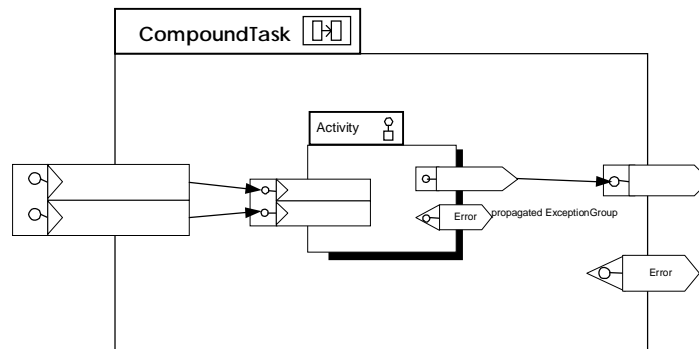 CompoundTask
Activity
Error
propagated ExceptionGroup
Error